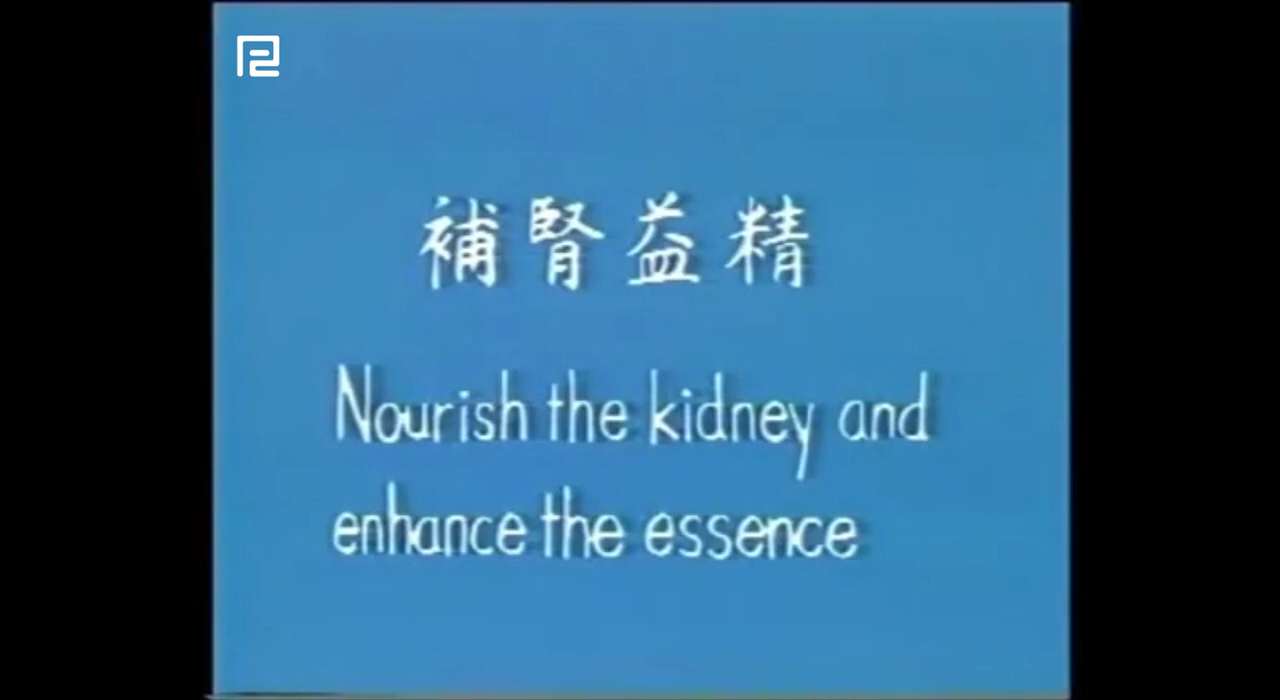 補腎益精
Nourish the kidney and
enhance the essence